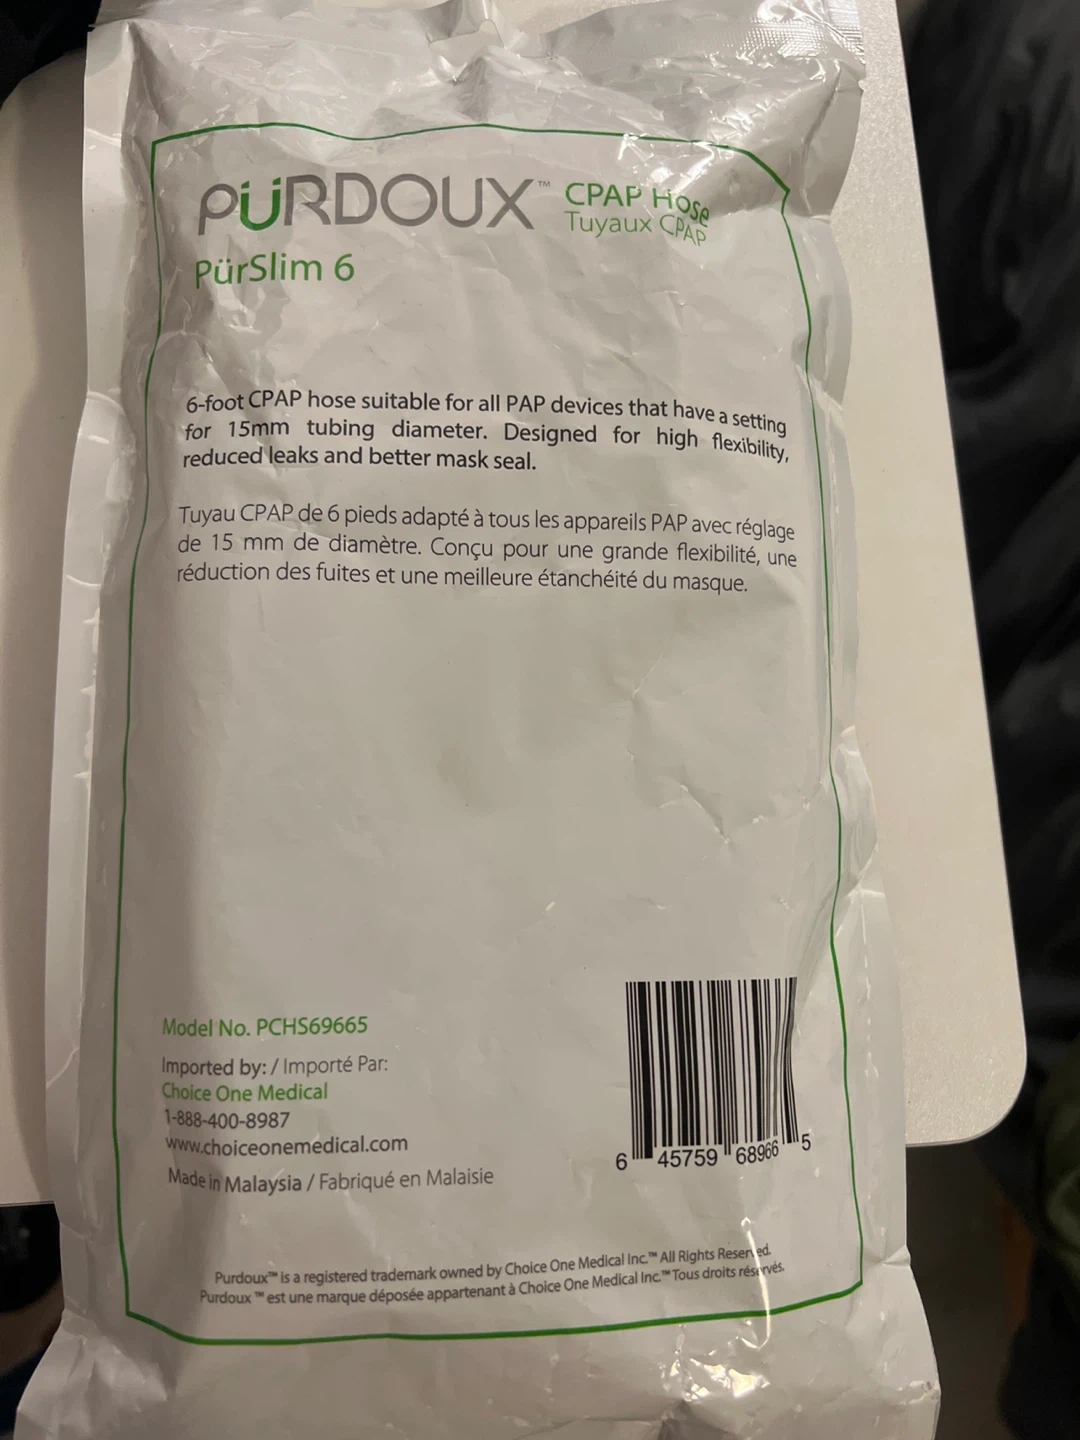 PÜRDOUX™ CPAP Hose
Tuyaux CPAP
PürSlim 6
6-foot CPAP hose suitable for all PAP devices that have a setting
for 15mm tubing diameter. Designed for high flexibility,
reduced leaks and better mask seal.
Tuyau CPAP de 6 pieds adapté à tous les appareils PAP avec réglage
de 15 mm de diamètre. Conçu pour une grande flexibilité, une
réduction des fuites et une meilleure étanchéité du masque.
Model No. PCHS69665
Imported by: / Importé Par:
Choice One Medical
1-888-400-8987
www.choiceonemedical.com
Made in Malaysia / Fabriqué en Malaisie
6 45759 68966 5
Purdoux™ is a registered trademark owned by Choice One Medical Inc.™ All Rights Reserved.
Purdoux ™ est une marque déposée appartenant à Choice One Medical Inc.™ Tous droits réservés.